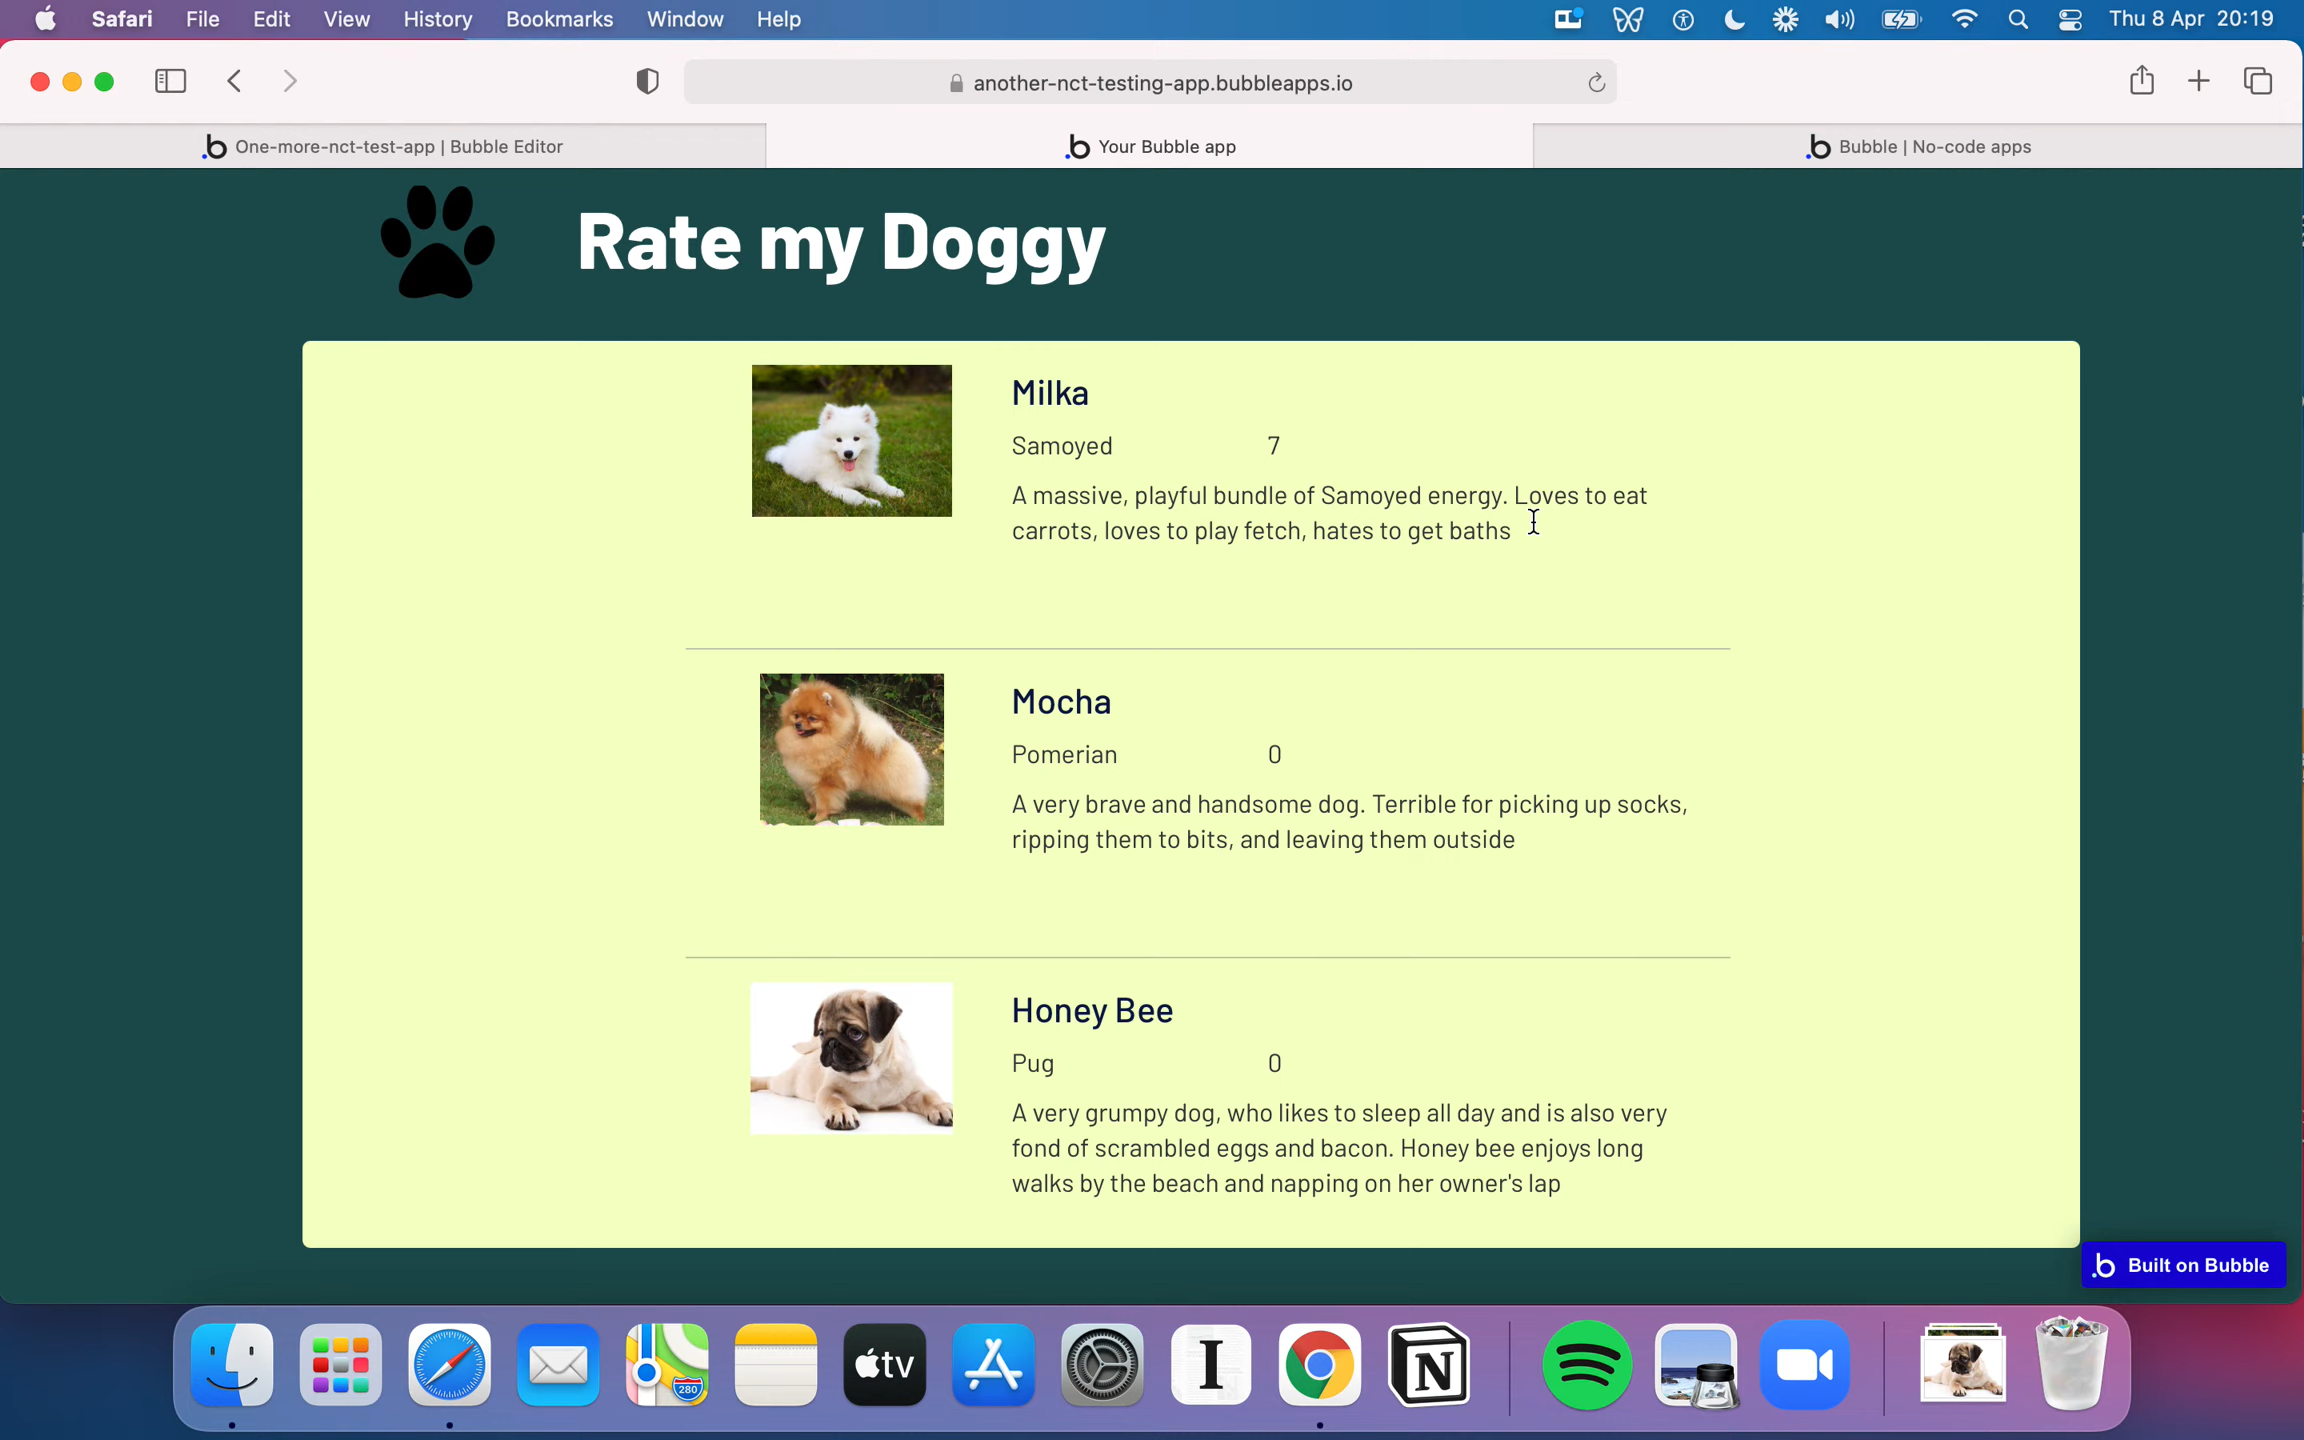 Safari File Edit View History Bookmarks Window Help Thu 8 Apr 20:19
another-nct-testing-app.bubbleapps.io
.b One-more-nct-test-app | Bubble Editor
.b Your Bubble app
.b Bubble | No-code apps
Rate my Doggy
Milka
Samoyed 7
A massive, playful bundle of Samoyed energy. Loves to eat
carrots, loves to play fetch, hates to get baths
Mocha
Pomerian 0
A very brave and handsome dog. Terrible for picking up socks,
ripping them to bits, and leaving them outside
Honey Bee
Pug 0
A very grumpy dog, who likes to sleep all day and is also very
fond of scrambled eggs and bacon. Honey bee enjoys long
walks by the beach and napping on her owner's lap
.b Built on Bubble
280
tv
I
N